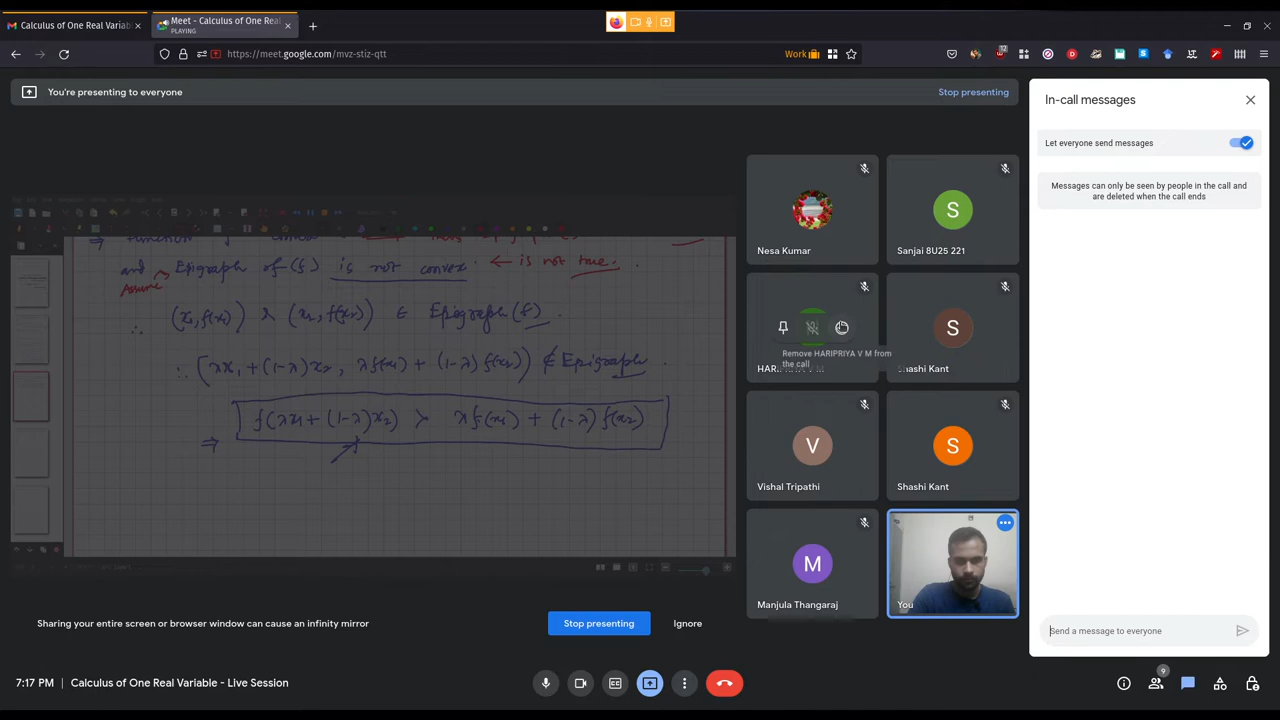 Calculus of One Real Variab
Meet - Calculus of One Real
PLAYING
https://meet.google.com/mvz-stiz-qtt
Work
12
You're presenting to everyone
Stop presenting
and Epigraph of (f) is not convex ← is not true.
Assume
∴ (x₁, f(x₁)) & (x₂, f(x₂)) ∈ Epigraph (f)
∴ (λx₁ + (1-λ)x₂, λf(x₁) + (1-λ) f(x₂)) ∉ Epigraph
⇒ f(λx₁ + (1-λ)x₂) > λf(x₁) + (1-λ) f(x₂)
Sharing your entire screen or browser window can cause an infinity mirror
Stop presenting
Ignore
Nesa Kumar
S
Sanjai 8U25 221
Remove HARIPRIYA V M from
the call
HARIPRIYA V M
S
Shashi Kant
V
Vishal Tripathi
S
Shashi Kant
M
Manjula Thangaraj
You
In-call messages
Let everyone send messages
Messages can only be seen by people in the call and
are deleted when the call ends
Send a message to everyone
7:17 PM | Calculus of One Real Variable - Live Session
9